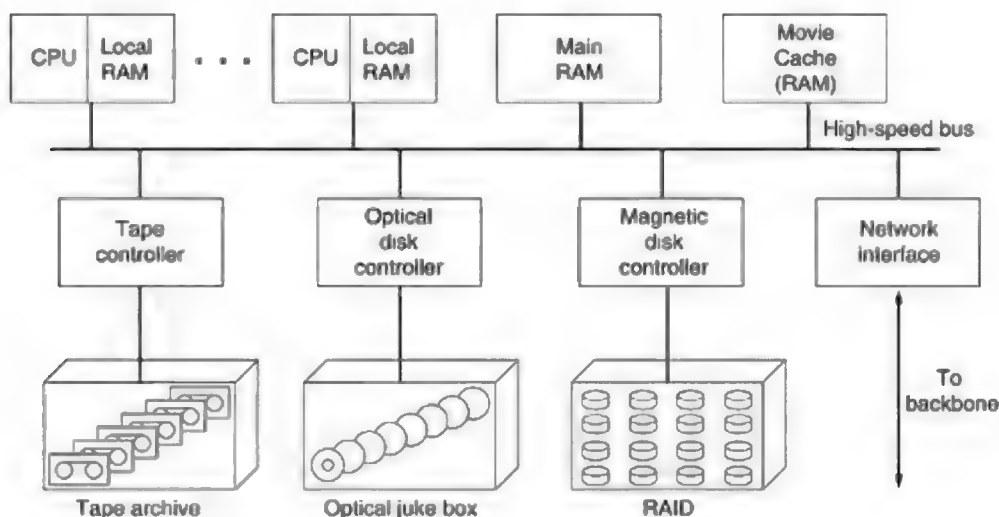 CPU
Local
RAM
CPU
Local
RAM
Main
RAM
Movie
Cache
(RAM)
High-speed bus
Tape
controller
Optical
disk
controller
Magnetic
disk
controller
Network
interface
To
backbone
Tape archive
Optical juke box
RAID